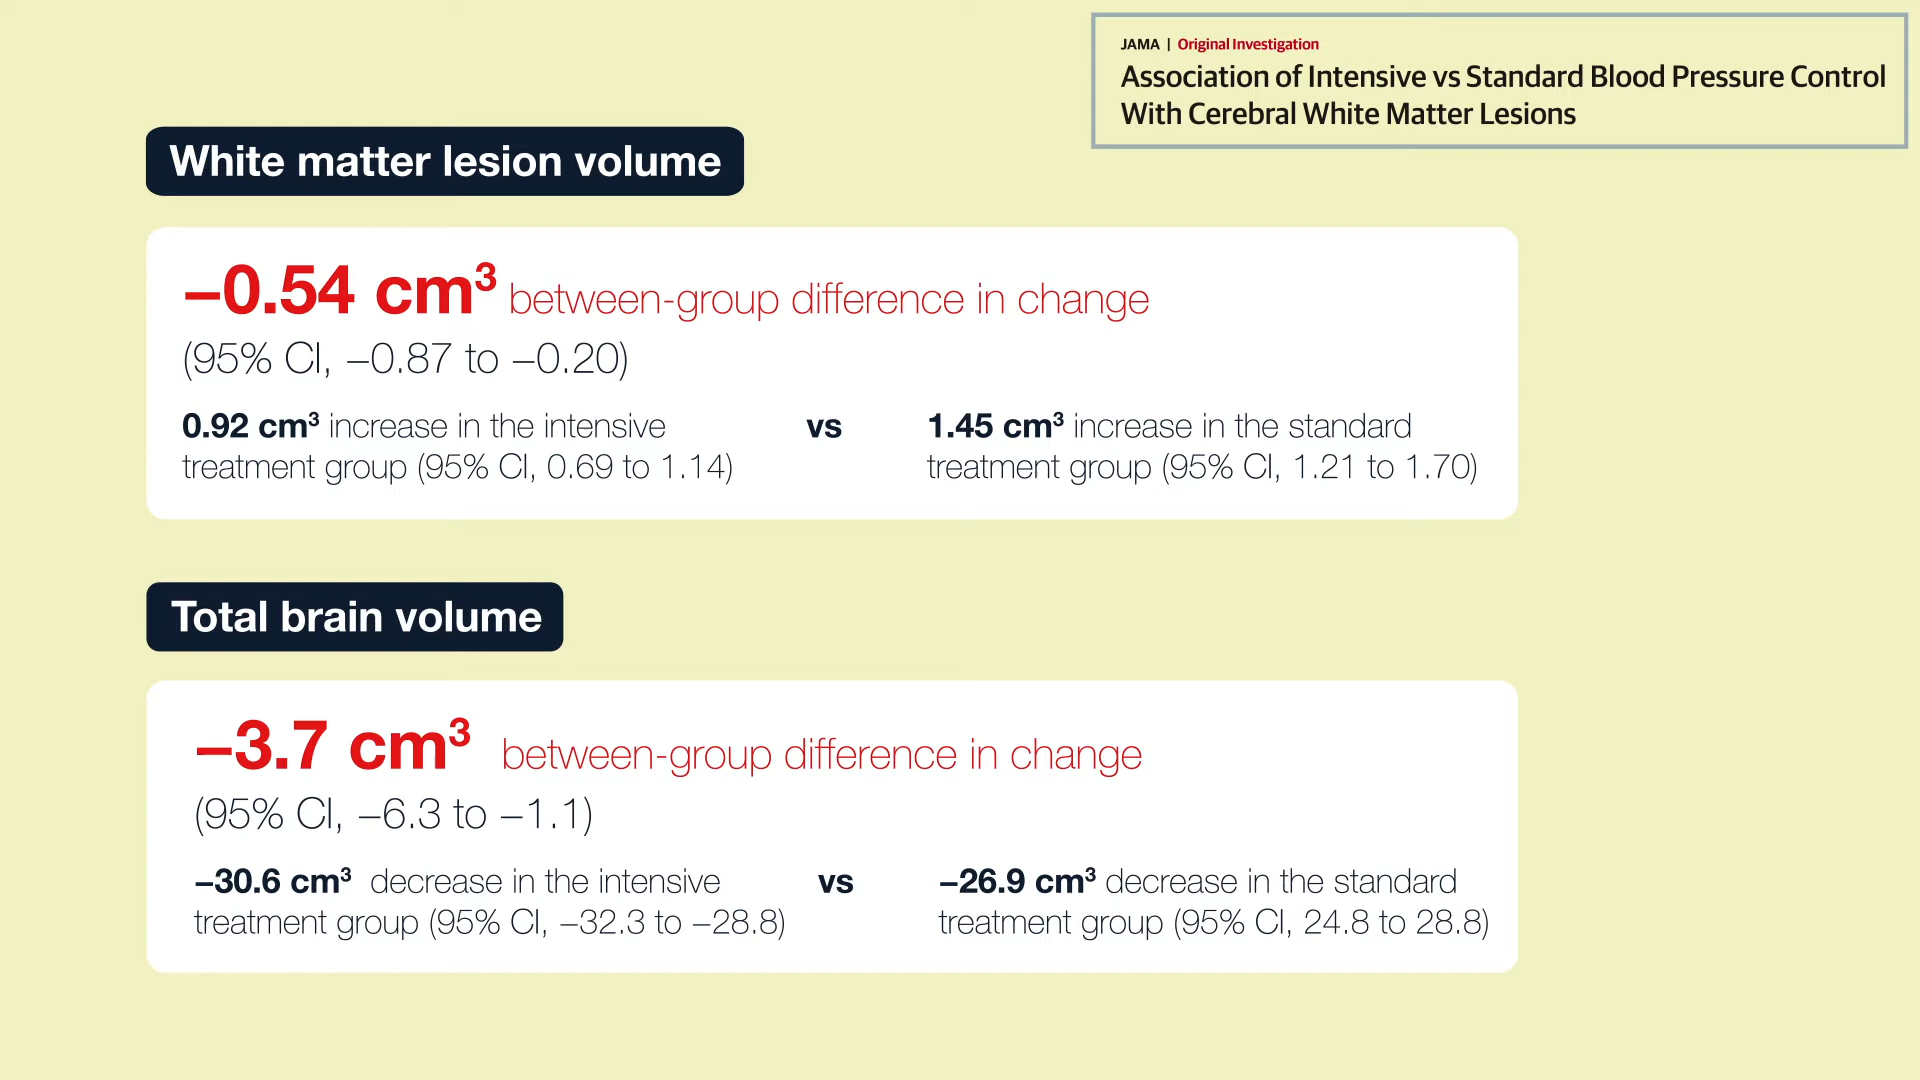 JAMA | Original Investigation
Association of Intensive vs Standard Blood Pressure Control
With Cerebral White Matter Lesions
White matter lesion volume
–0.54 cm³ between-group difference in change
(95% CI, –0.87 to –0.20)
0.92 cm³ increase in the intensive
treatment group (95% CI, 0.69 to 1.14)
vs
1.45 cm³ increase in the standard
treatment group (95% CI, 1.21 to 1.70)
Total brain volume
–3.7 cm³ between-group difference in change
(95% CI, –6.3 to –1.1)
–30.6 cm³ decrease in the intensive
treatment group (95% CI, –32.3 to –28.8)
vs
–26.9 cm³ decrease in the standard
treatment group (95% CI, 24.8 to 28.8)